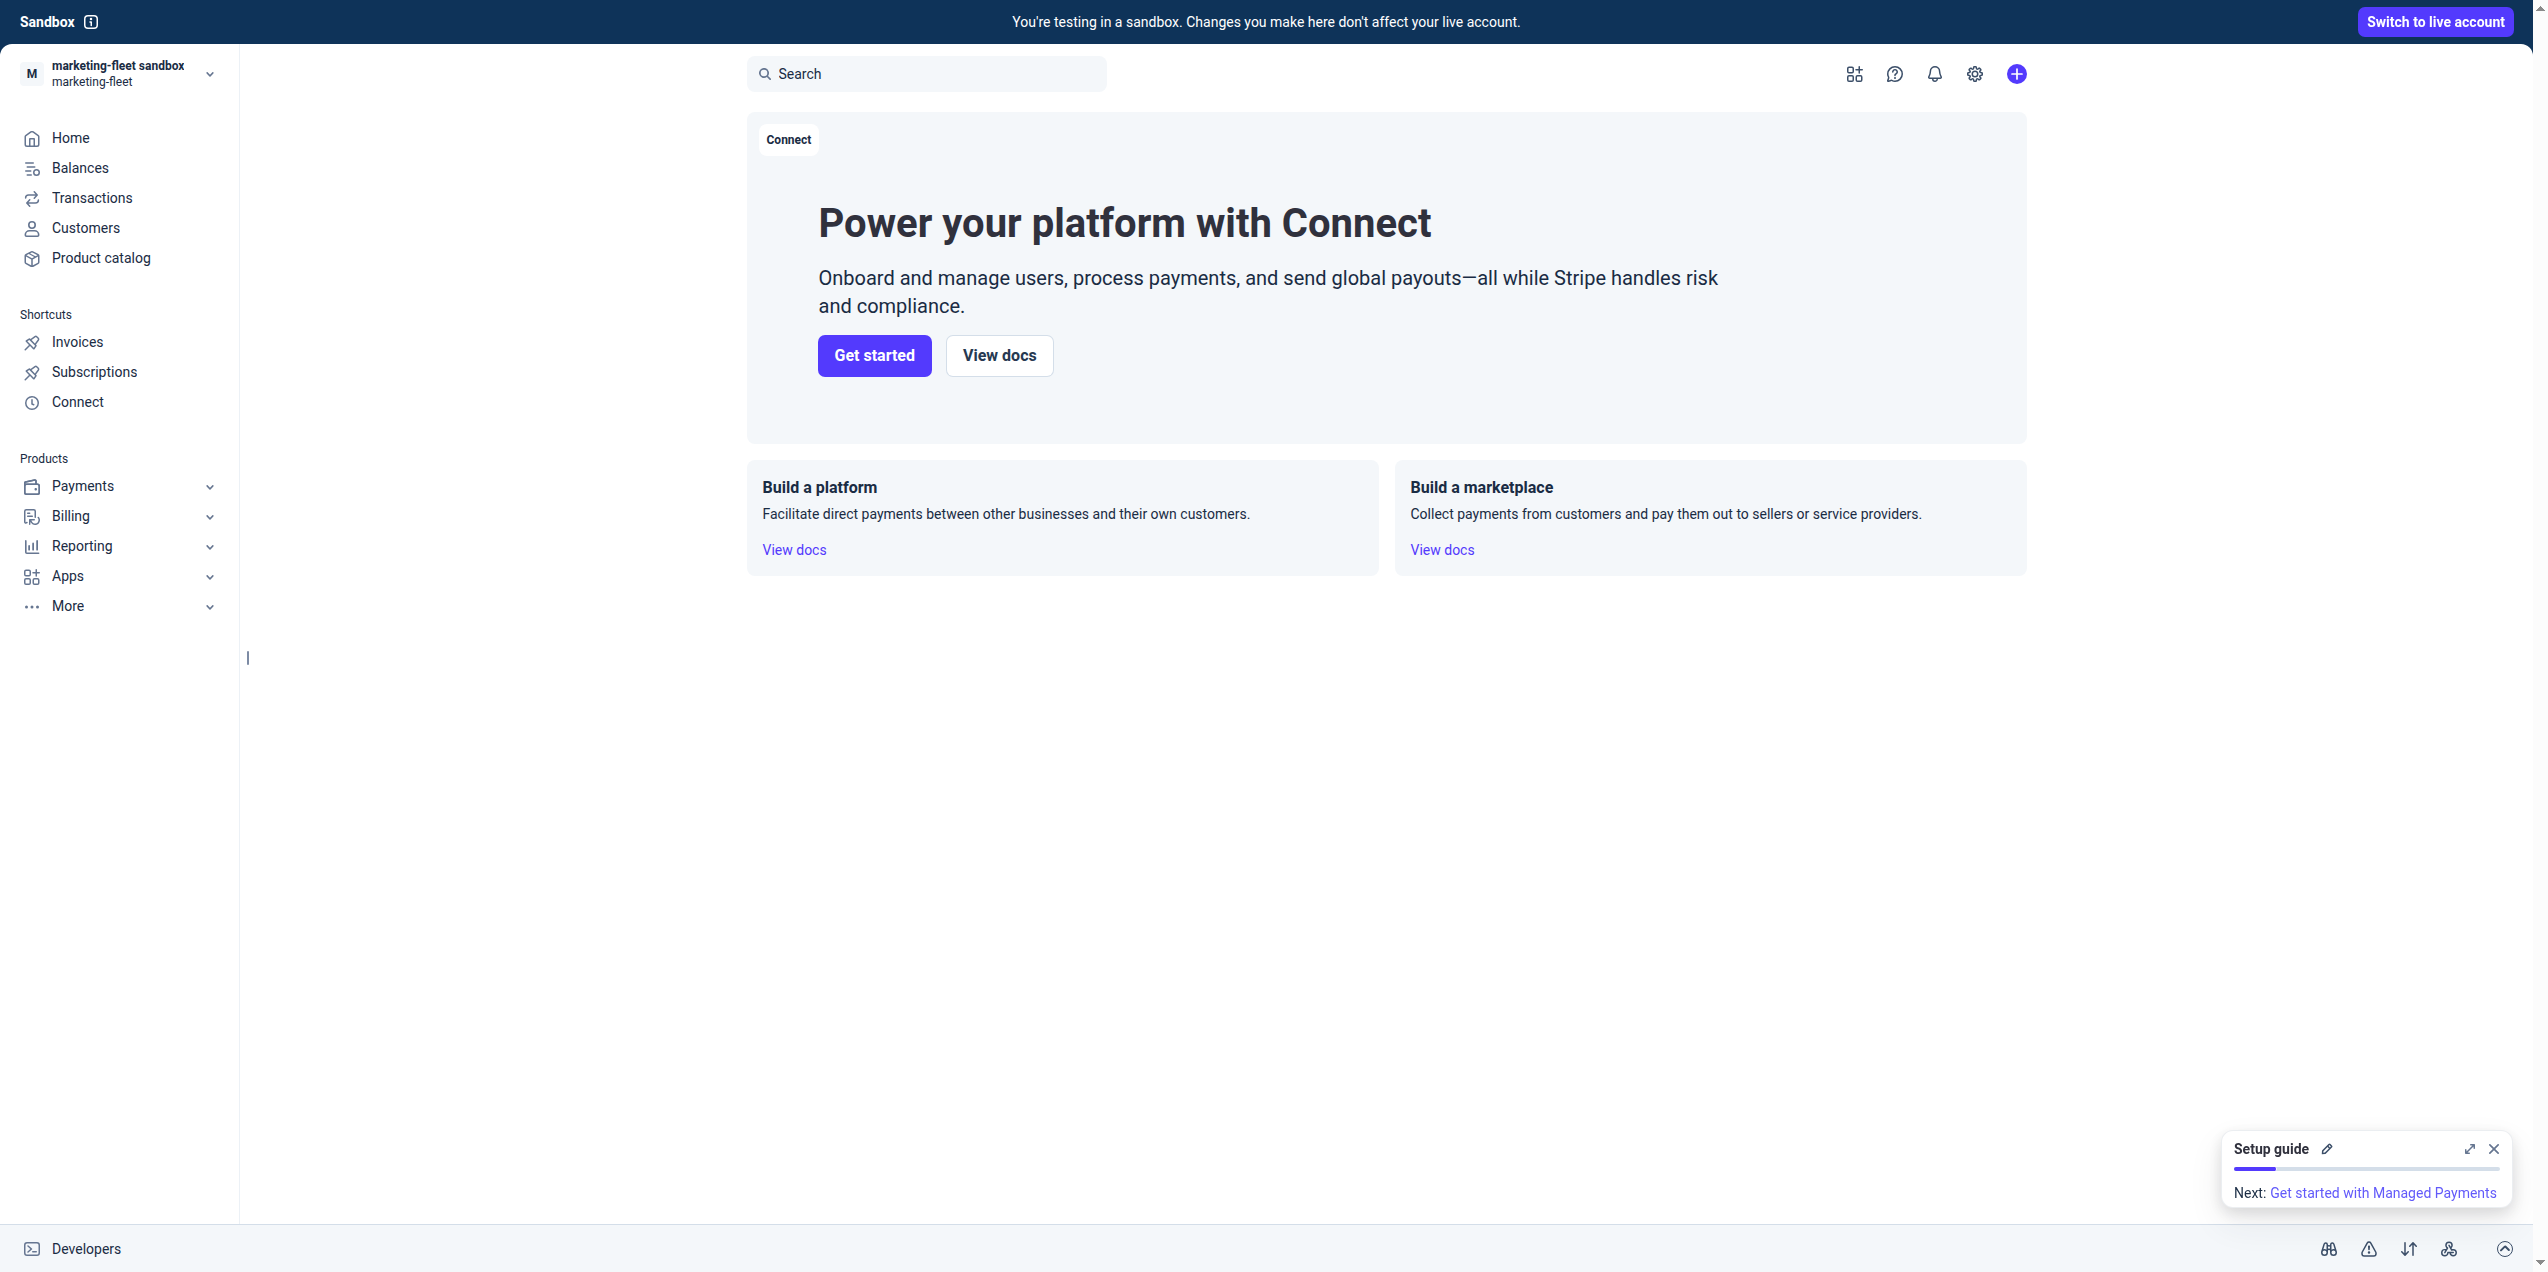 Sandbox
You're testing in a sandbox. Changes you make here don't affect your live account.
Switch to live account
M
marketing-fleet sandbox
marketing-fleet
Search
Home
Balances
Transactions
Customers
Product catalog
Shortcuts
Invoices
Subscriptions
Connect
Products
Payments
Billing
Reporting
Apps
More
Connect
Power your platform with Connect
Onboard and manage users, process payments, and send global payouts—all while Stripe handles risk
and compliance.
Get started
View docs
Build a platform
Facilitate direct payments between other businesses and their own customers.
View docs
Build a marketplace
Collect payments from customers and pay them out to sellers or service providers.
View docs
Setup guide
Next: Get started with Managed Payments
Developers